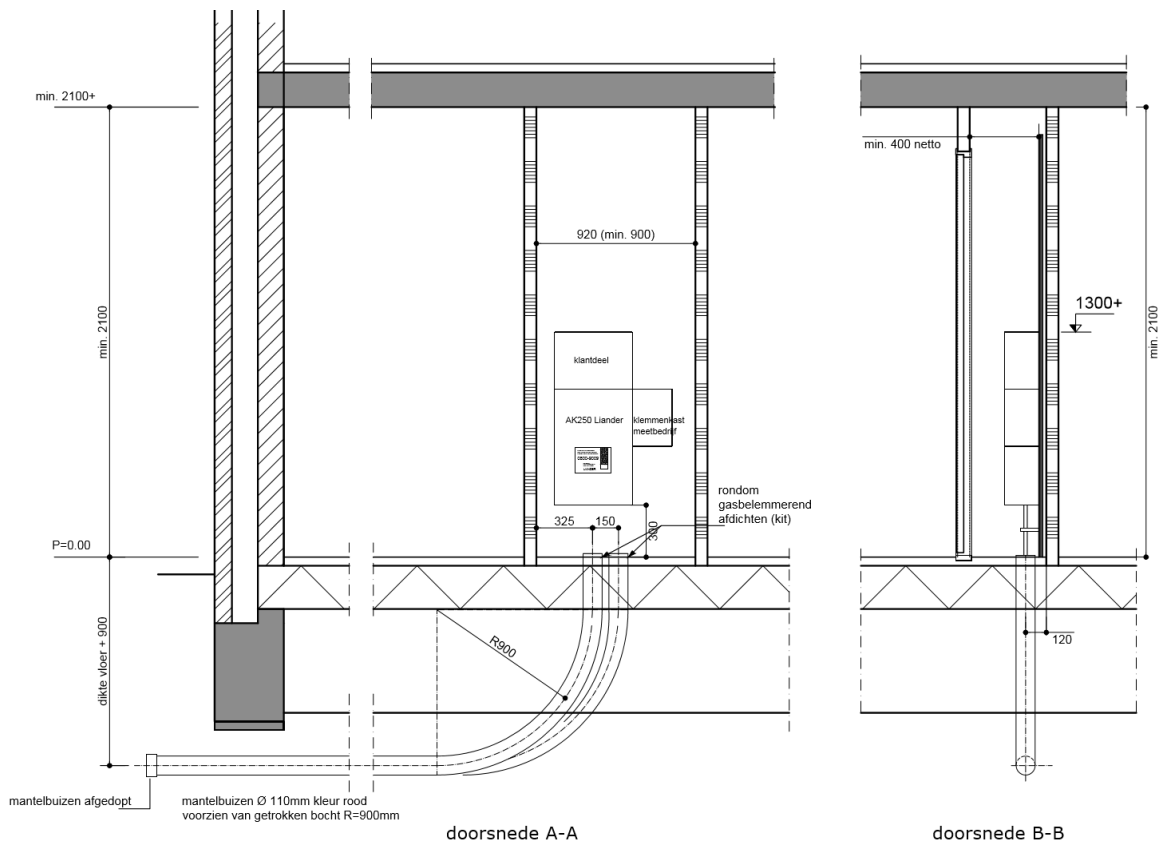 min. 2100+
min. 400 netto
920 (min. 900)
1300+
min. 2100
min. 2100
klantdeel
AK250 Liander
klemmenkast
meetbedrijf
rondom
gasbelemmerend
afdichten (kit)
325
150
300
P=0.00
dikte vloer + 900
R900
120
mantelbuizen afgedopt
mantelbuizen Ø 110mm kleur rood
voorzien van getrokken bocht R=900mm
doorsnede A-A
doorsnede B-B